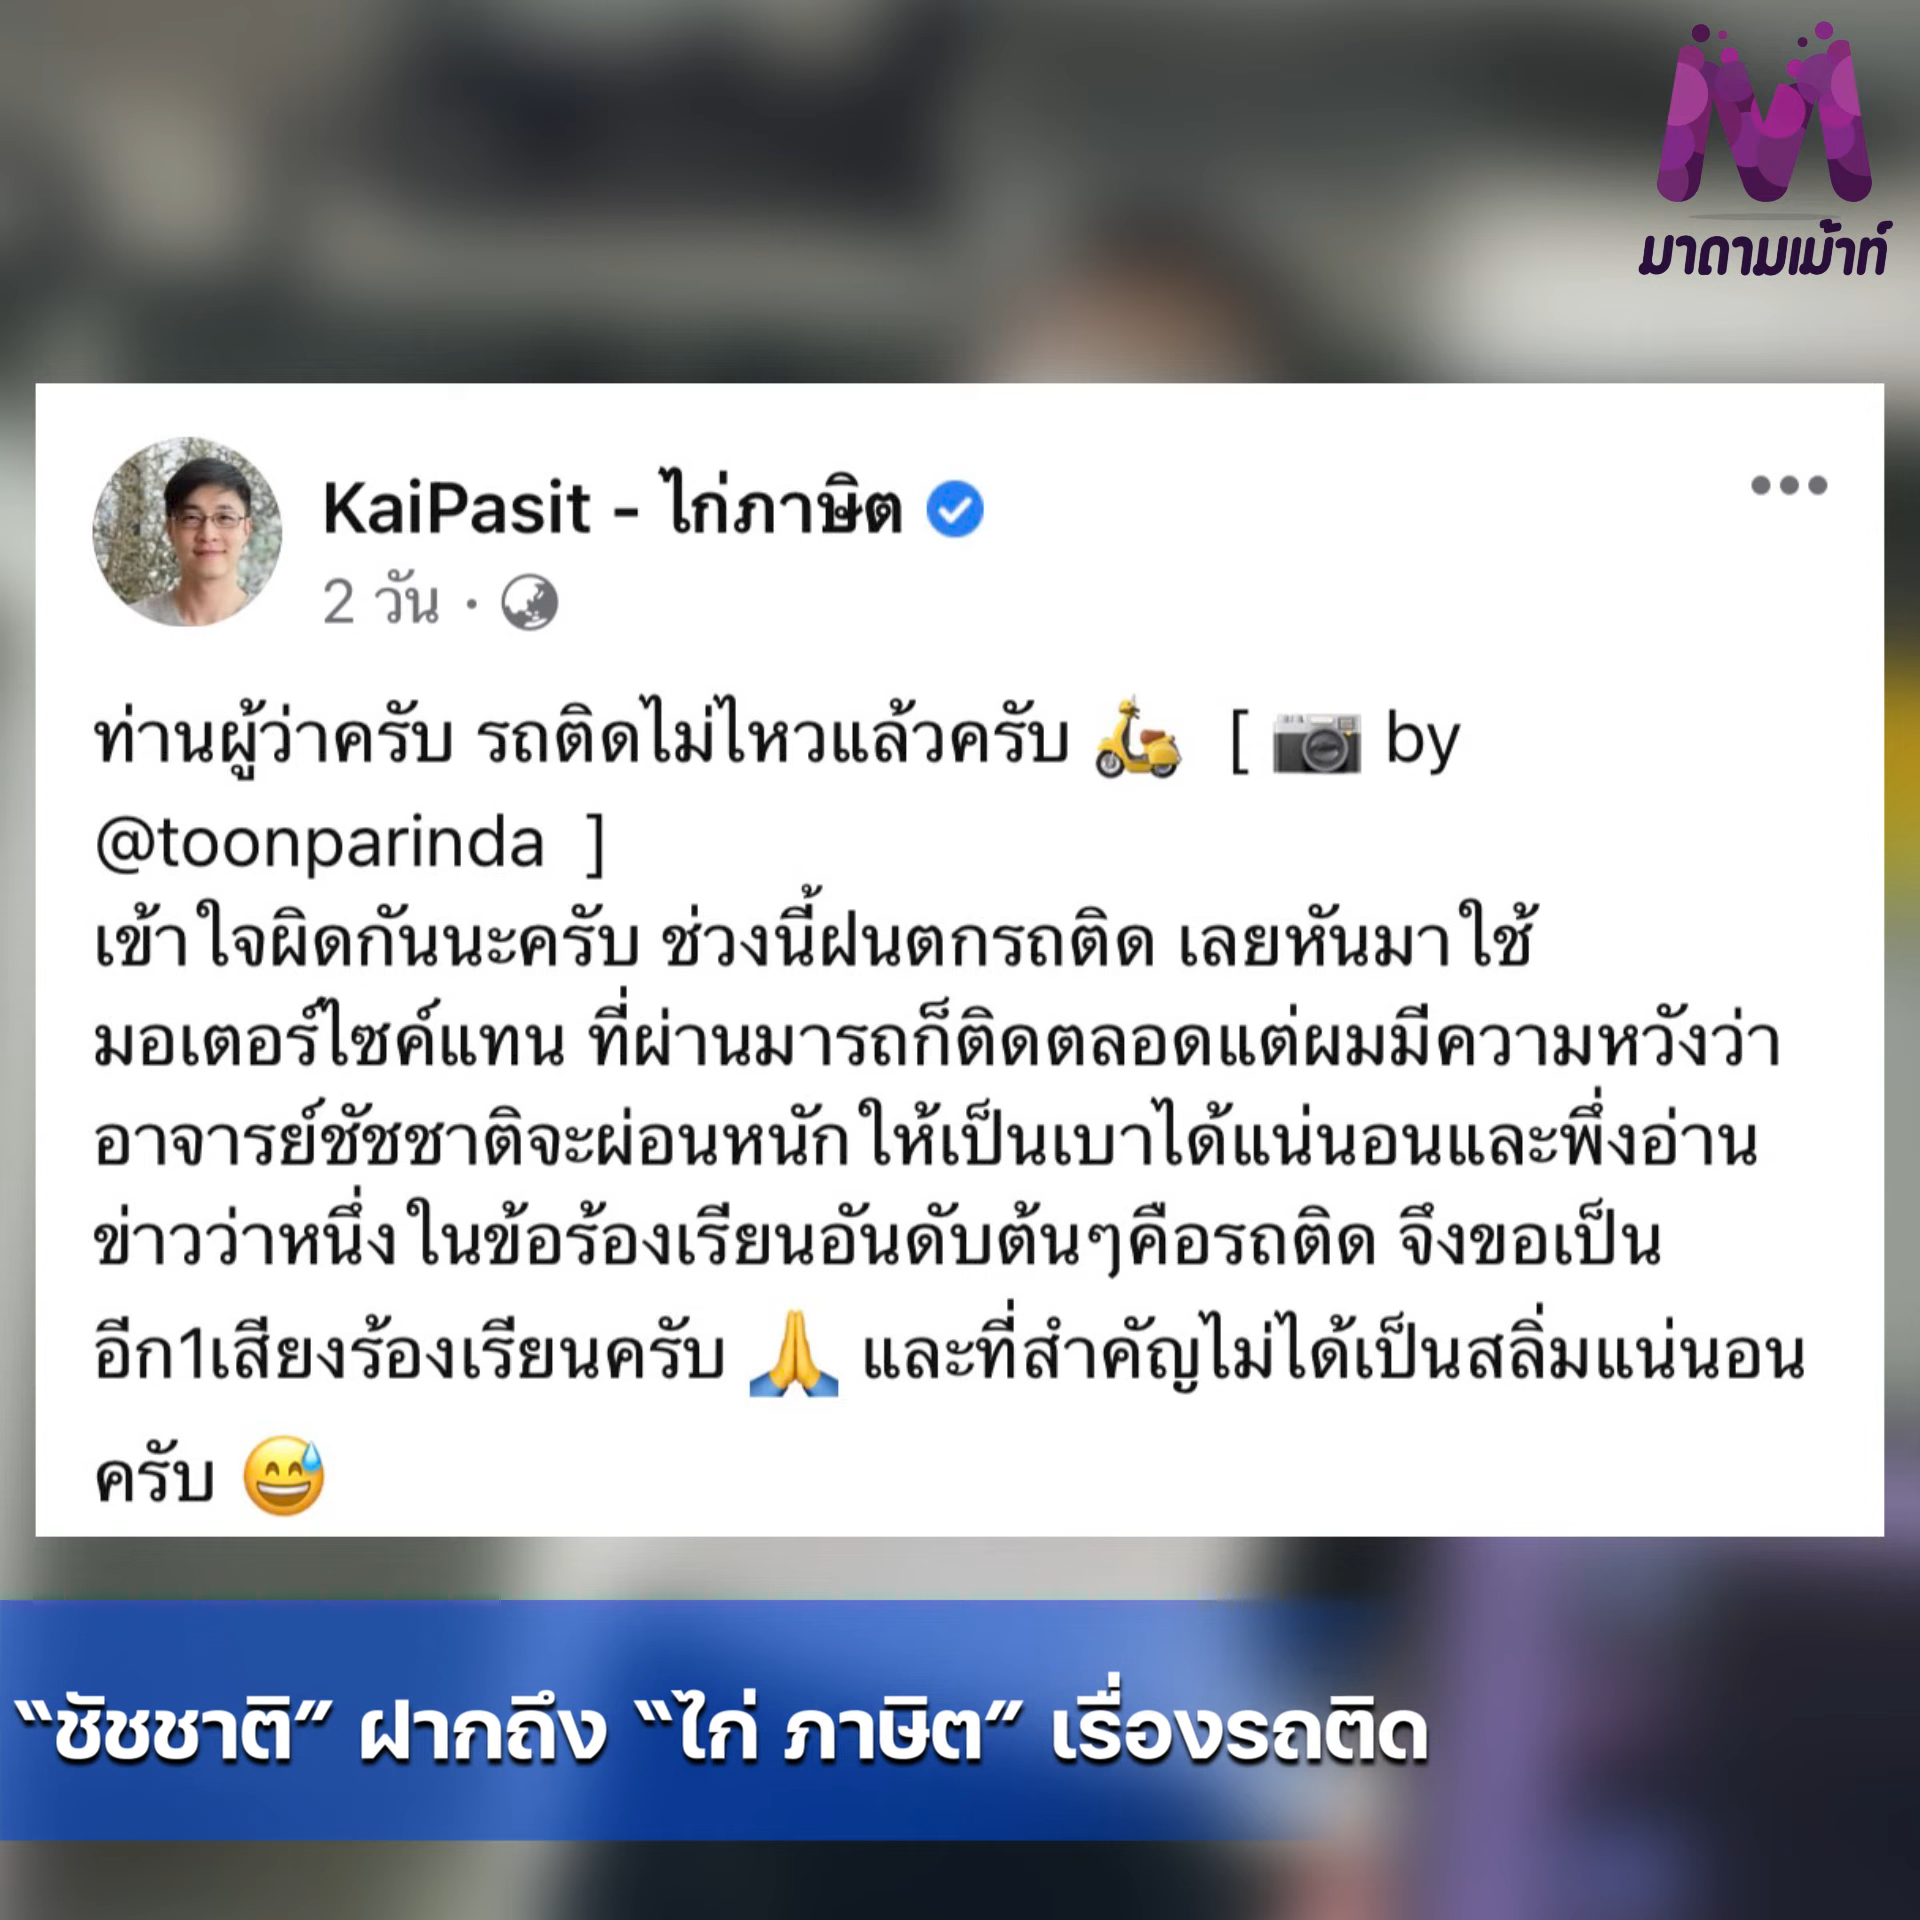 มาดามเม้าท์
KaiPasit - ไก่ภาษิต
2 วัน ·
ท่านผู้ว่าครับ รถติดไม่ไหวแล้วครับ 🛵 [ 📷 by
@toonparinda ]
เข้าใจผิดกันนะครับ ช่วงนี้ฝนตกรถติด เลยหันมาใช้
มอเตอร์ไซค์แทน ที่ผ่านมารถก็ติดตลอดแต่ผมมีความหวังว่า
อาจารย์ชัชชาติจะผ่อนหนักให้เป็นเบาได้แน่นอนและพึ่งอ่าน
ข่าวว่าหนึ่งในข้อร้องเรียนอันดับต้นๆคือรถติด จึงขอเป็น
อีก1เสียงร้องเรียนครับ 🙏 และที่สำคัญไม่ได้เป็นสลิ่มแน่นอน
ครับ 😅
“ชัชชาติ” ฝากถึง “ไก่ ภาษิต” เรื่องรถติด